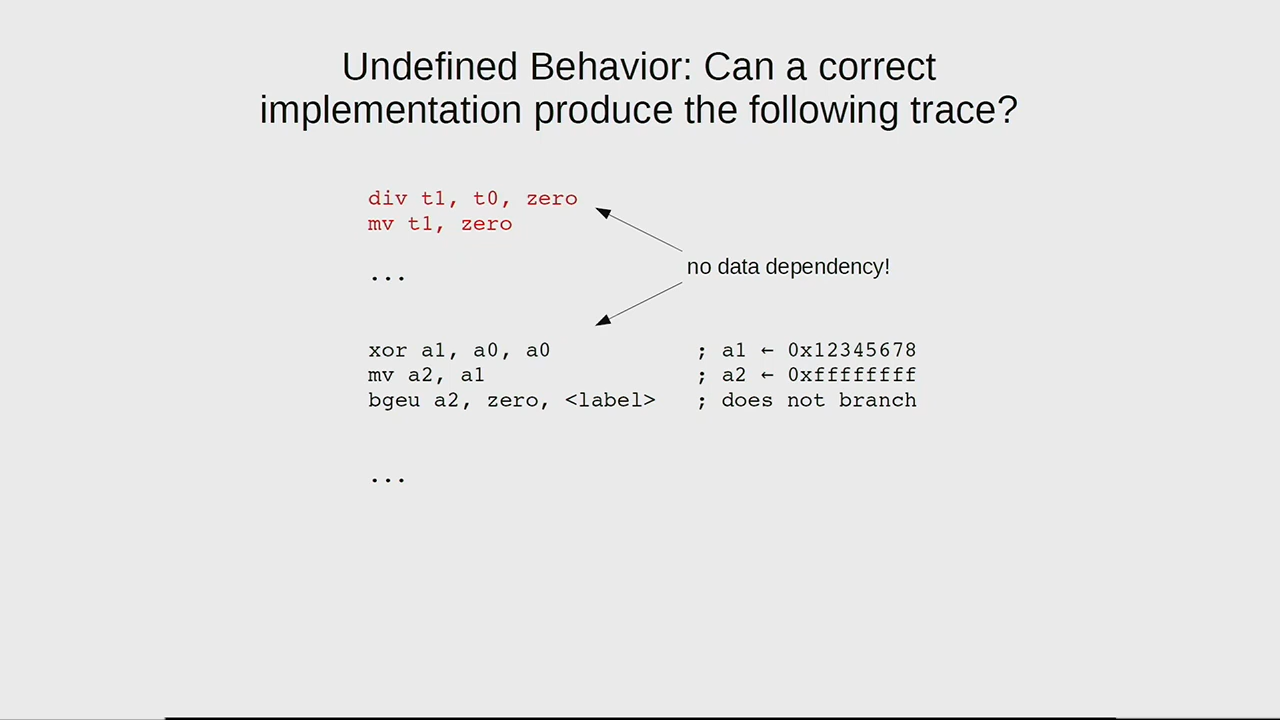 Undefined Behavior: Can a correct
implementation produce the following trace?
div t1, t0, zero
mv t1, zero
...
no data dependency!
xor a1, a0, a0 ; a1 ← 0x12345678
mv a2, a1 ; a2 ← 0xffffffff
bgeu a2, zero, <label> ; does not branch
...